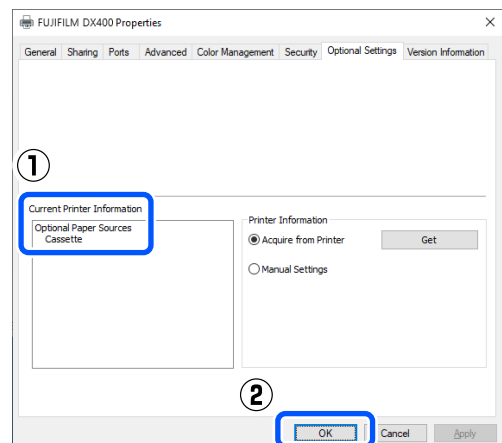 FUJIFILM DX400 Properties
General Sharing Ports Advanced Color Management Security Optional Settings Version Information
①
Current Printer Information
Optional Paper Sources
Cassette
Printer Information
Acquire from Printer Get
Manual Settings
②
OK Cancel Apply